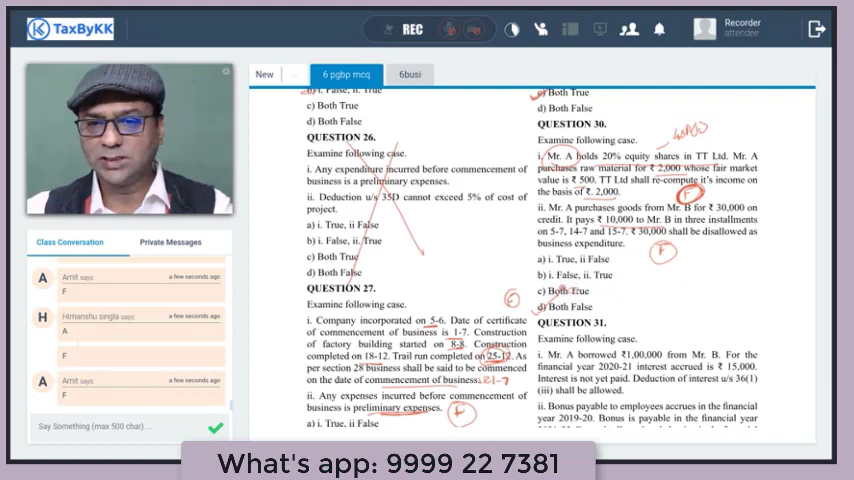 TaxByKK
REC
Recorder
attendee
New
6 pgbp mcq
6busi
Class Conversation
Private Messages
A
Amit says:
a few seconds ago
F
H
Himanshu singla
a few seconds ago
A
F
A
Amit says:
a few seconds ago
F
Say Something (max 500 char) ...
b) i. False, ii. True
c) Both True
d) Both False
QUESTION 26.
Examine following case.
i. Any expenditure incurred before commencement of
business is a preliminary expenses.
ii. Deduction u/s 35D cannot exceed 5% of cost of
project.
a) i. True, ii False
b) i. False, ii. True
c) Both True
d) Both False
QUESTION 27.
Examine following case.
i. Company incorporated on 5-6. Date of certificate
of commencement of business is 1-7. Construction
of factory building started on 8-8. Construction
completed on 18-12. Trail run completed on 25-12. As
per section 28 business shall be said to be commenced
on the date of commencement of business.
ii. Any expenses incurred before commencement of
business is preliminary expenses.
F
a) i. True, ii False
c) Both True
d) Both False
QUESTION 30.
Examine following case.
i. Mr. A holds 20% equity shares in TT Ltd. Mr. A
purchases raw material for ₹ 2,000 whose fair market
value is ₹ 500. TT Ltd shall re-compute it's income on
the basis of ₹. 2,000.
F
ii. Mr. A purchases goods from Mr. B for ₹ 30,000 on
credit. It pays ₹ 10,000 to Mr. B in three installments
on 5-7, 14-7 and 15-7. ₹ 30,000 shall be disallowed as
business expenditure.
F
a) i. True, ii False
b) i. False, ii. True
c) Both True
d) Both False
QUESTION 31.
Examine following case.
i. Mr. A borrowed ₹1,00,000 from Mr. B. For the
financial year 2020-21 interest accrued is ₹ 15,000.
Interest is not yet paid. Deduction of interest u/s 36(1)
(iii) shall be allowed.
ii. Bonus payable to employees accrues in the financial
year 2019-20. Bonus is payable in the financial year
What's app: 9999 22 7381